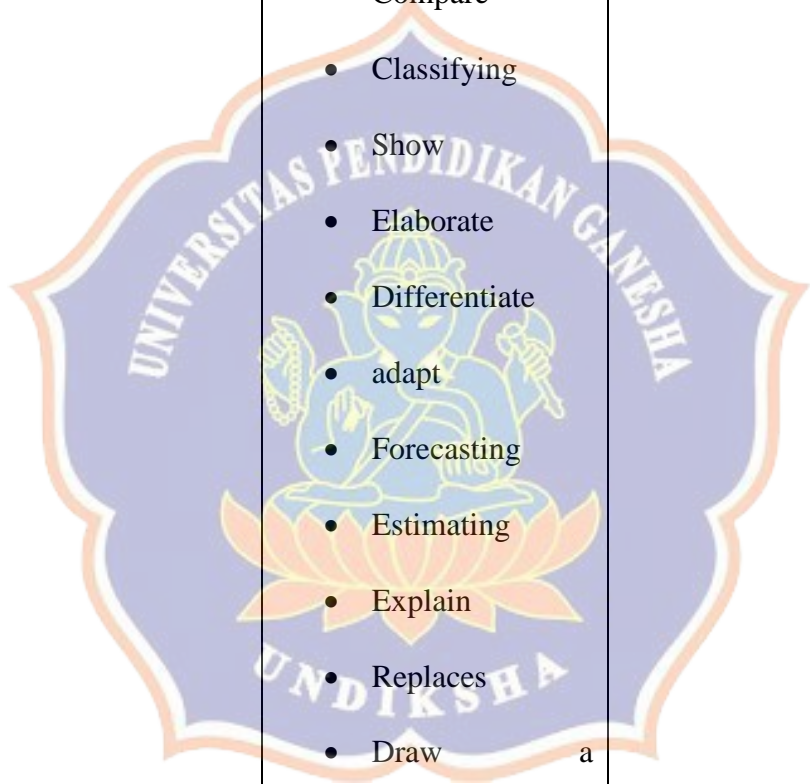 Compare
• Classifying
• Show
• Elaborate
• Differentiate
• adapt
• Forecasting
• Estimating
• Explain
• Replaces
• Draw a
UNIVERSITAS PENDIDIKAN GANESHA
UNDIKSHA